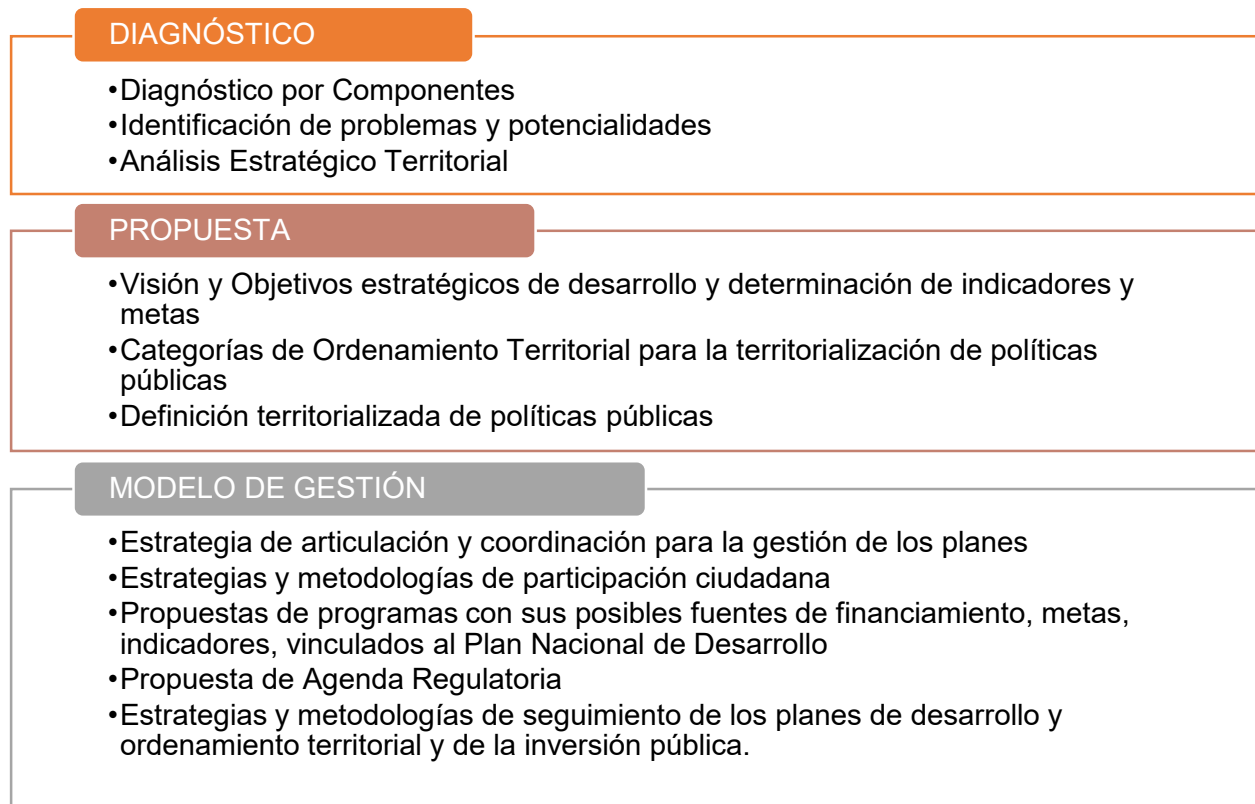 DIAGNÓSTICO
•Diagnóstico por Componentes
•Identificación de problemas y potencialidades
•Análisis Estratégico Territorial
PROPUESTA
•Visión y Objetivos estratégicos de desarrollo y determinación de indicadores y
metas
•Categorías de Ordenamiento Territorial para la territorialización de políticas
públicas
•Definición territorializada de políticas públicas
MODELO DE GESTIÓN
•Estrategia de articulación y coordinación para la gestión de los planes
•Estrategias y metodologías de participación ciudadana
•Propuestas de programas con sus posibles fuentes de financiamiento, metas,
indicadores, vinculados al Plan Nacional de Desarrollo
•Propuesta de Agenda Regulatoria
•Estrategias y metodologías de seguimiento de los planes de desarrollo y
ordenamiento territorial y de la inversión pública.